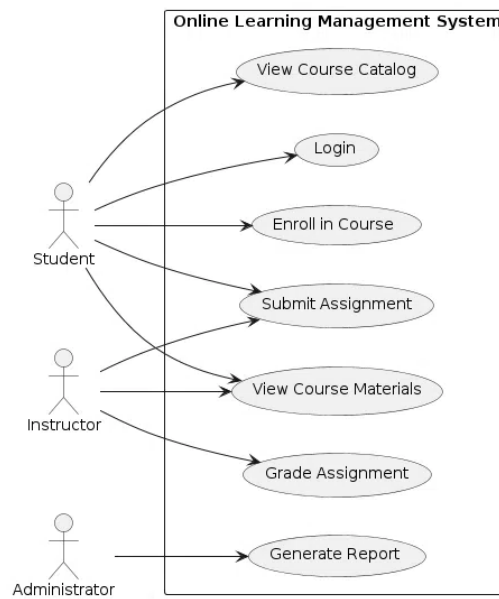 Online Learning Management System
View Course Catalog
Login
Enroll in Course
Student
Submit Assignment
View Course Materials
Instructor
Grade Assignment
Generate Report
Administrator